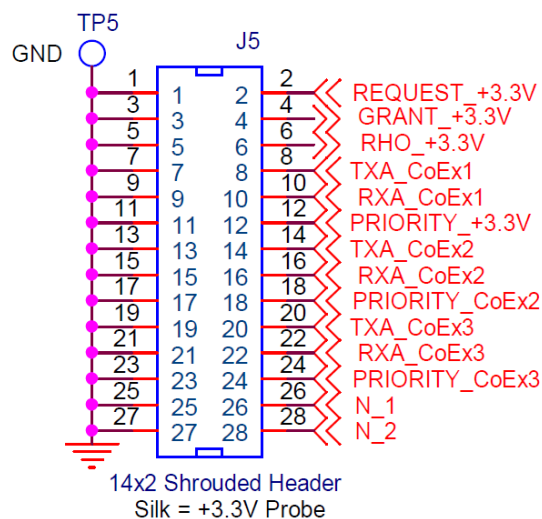 TP5
GND
J5
1 1 2 2 REQUEST_+3.3V
3 3 4 4 GRANT_+3.3V
5 5 6 6 RHO_+3.3V
7 7 8 8 TXA_CoEx1
9 9 10 10 RXA_CoEx1
11 11 12 12 PRIORITY_+3.3V
13 13 14 14 TXA_CoEx2
15 15 16 16 RXA_CoEx2
17 17 18 18 PRIORITY_CoEx2
19 19 20 20 TXA_CoEx3
21 21 22 22 RXA_CoEx3
23 23 24 24 PRIORITY_CoEx3
25 25 26 26 N_1
27 27 28 28 N_2
14x2 Shrouded Header
Silk = +3.3V Probe